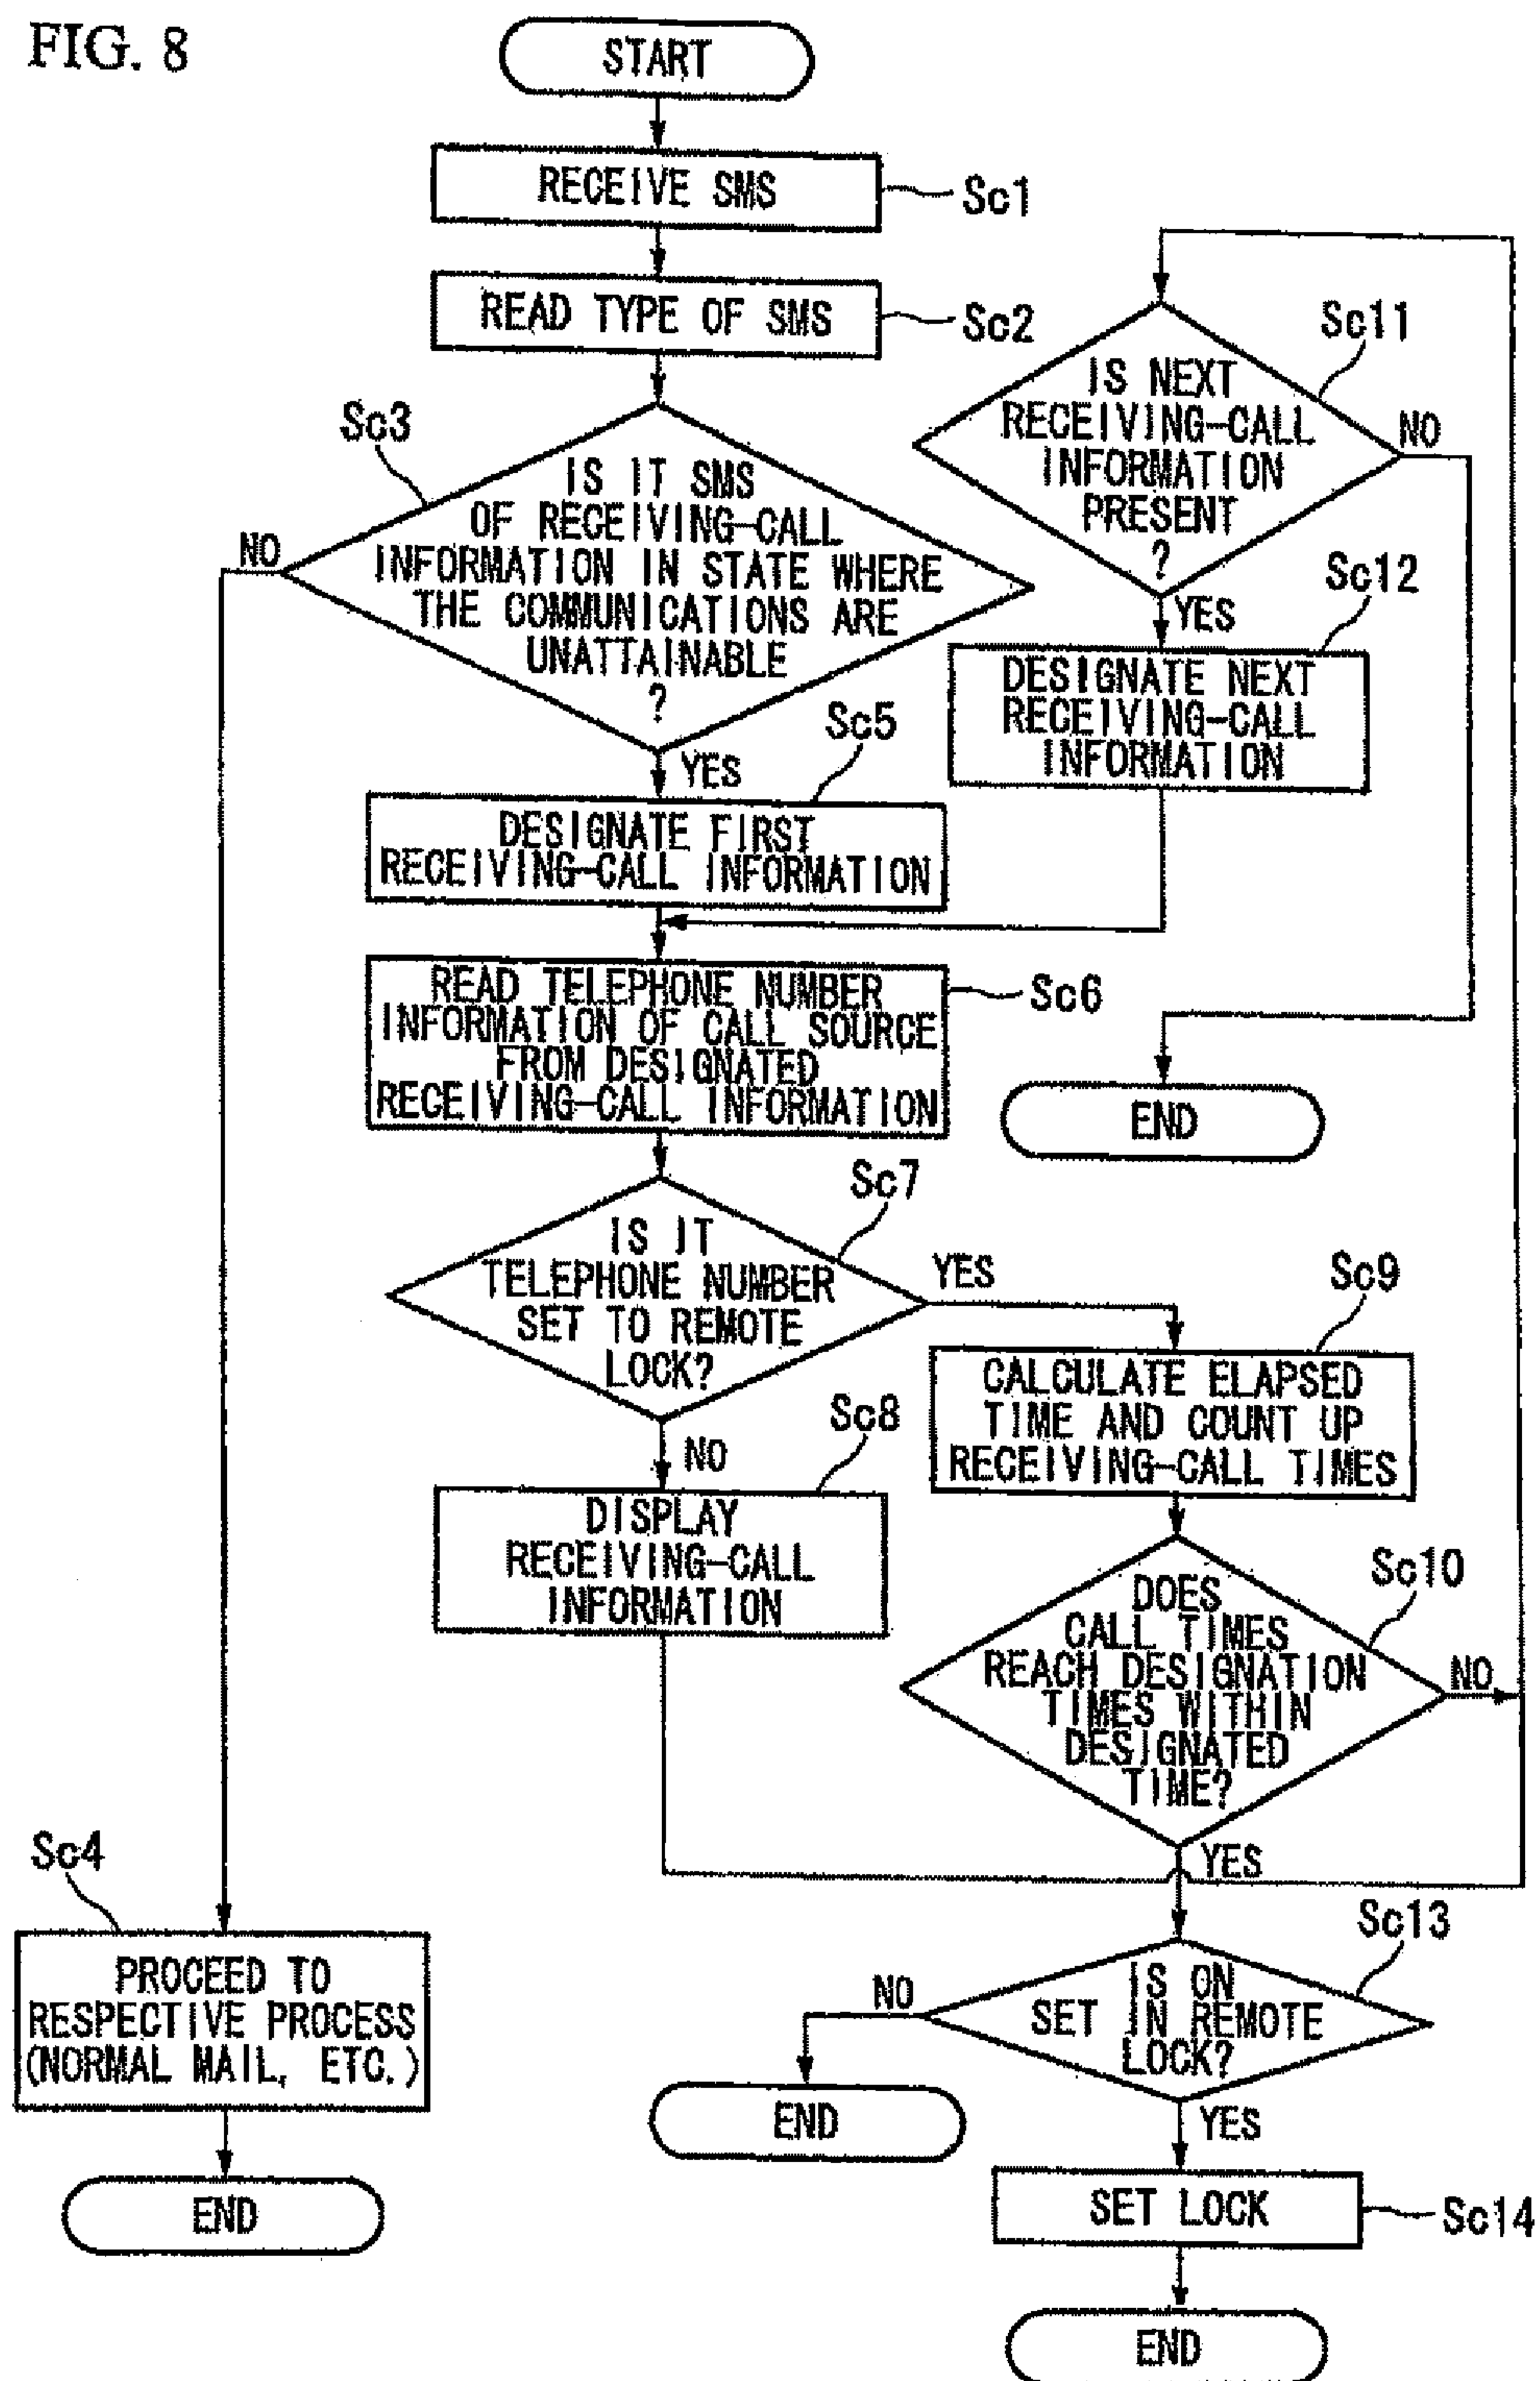 FIG. 8
START
RECEIVE SMS
Sc1
READ TYPE OF SMS
Sc2
Sc3
IS IT SMS
OF RECEIVING-CALL
INFORMATION IN STATE WHERE
THE COMMUNICATIONS ARE
UNATTAINABLE
?
NO
YES
Sc5
DESIGNATE FIRST
RECEIVING-CALL INFORMATION
Sc11
IS NEXT
RECEIVING-CALL
INFORMATION
PRESENT
?
NO
YES
Sc12
DESIGNATE NEXT
RECEIVING-CALL
INFORMATION
READ TELEPHONE NUMBER
INFORMATION OF CALL SOURCE
FROM DESIGNATED
RECEIVING-CALL INFORMATION
Sc6
END
Sc7
IS IT
TELEPHONE NUMBER
SET TO REMOTE
LOCK?
YES
NO
Sc8
DISPLAY
RECEIVING-CALL
INFORMATION
Sc9
CALCULATE ELAPSED
TIME AND COUNT UP
RECEIVING-CALL TIMES
Sc10
DOES
CALL TIMES
REACH DESIGNATION
TIMES WITHIN
DESIGNATED
TIME?
NO
YES
Sc4
PROCEED TO
RESPECTIVE PROCESS
(NORMAL MAIL, ETC.)
END
Sc13
IS ON
SET IN REMOTE
LOCK?
NO
END
YES
SET LOCK
Sc14
END